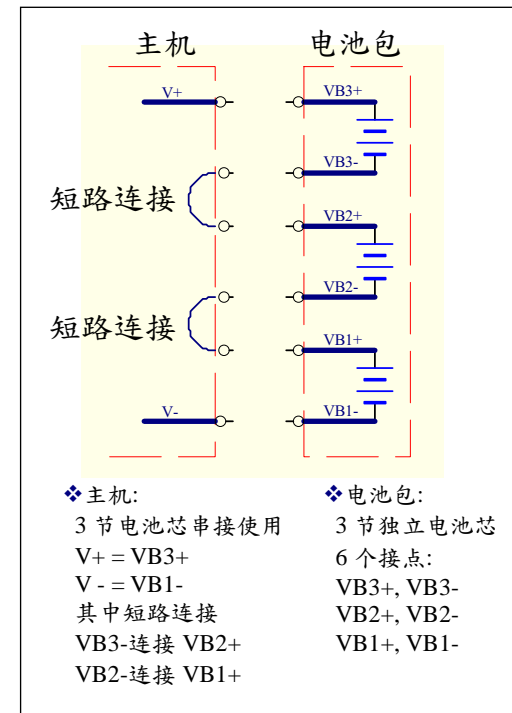 主机 电池包
V+ VB3+
VB3-
短路连接
VB2+
VB2-
短路连接
VB1+
V- VB1-
❖主机:
3 节电池芯串接使用
V+ = VB3+
V - = VB1-
其中短路连接
VB3-连接 VB2+
VB2-连接 VB1+
❖电池包:
3 节独立电池芯
6 个接点:
VB3+, VB3-
VB2+, VB2-
VB1+, VB1-